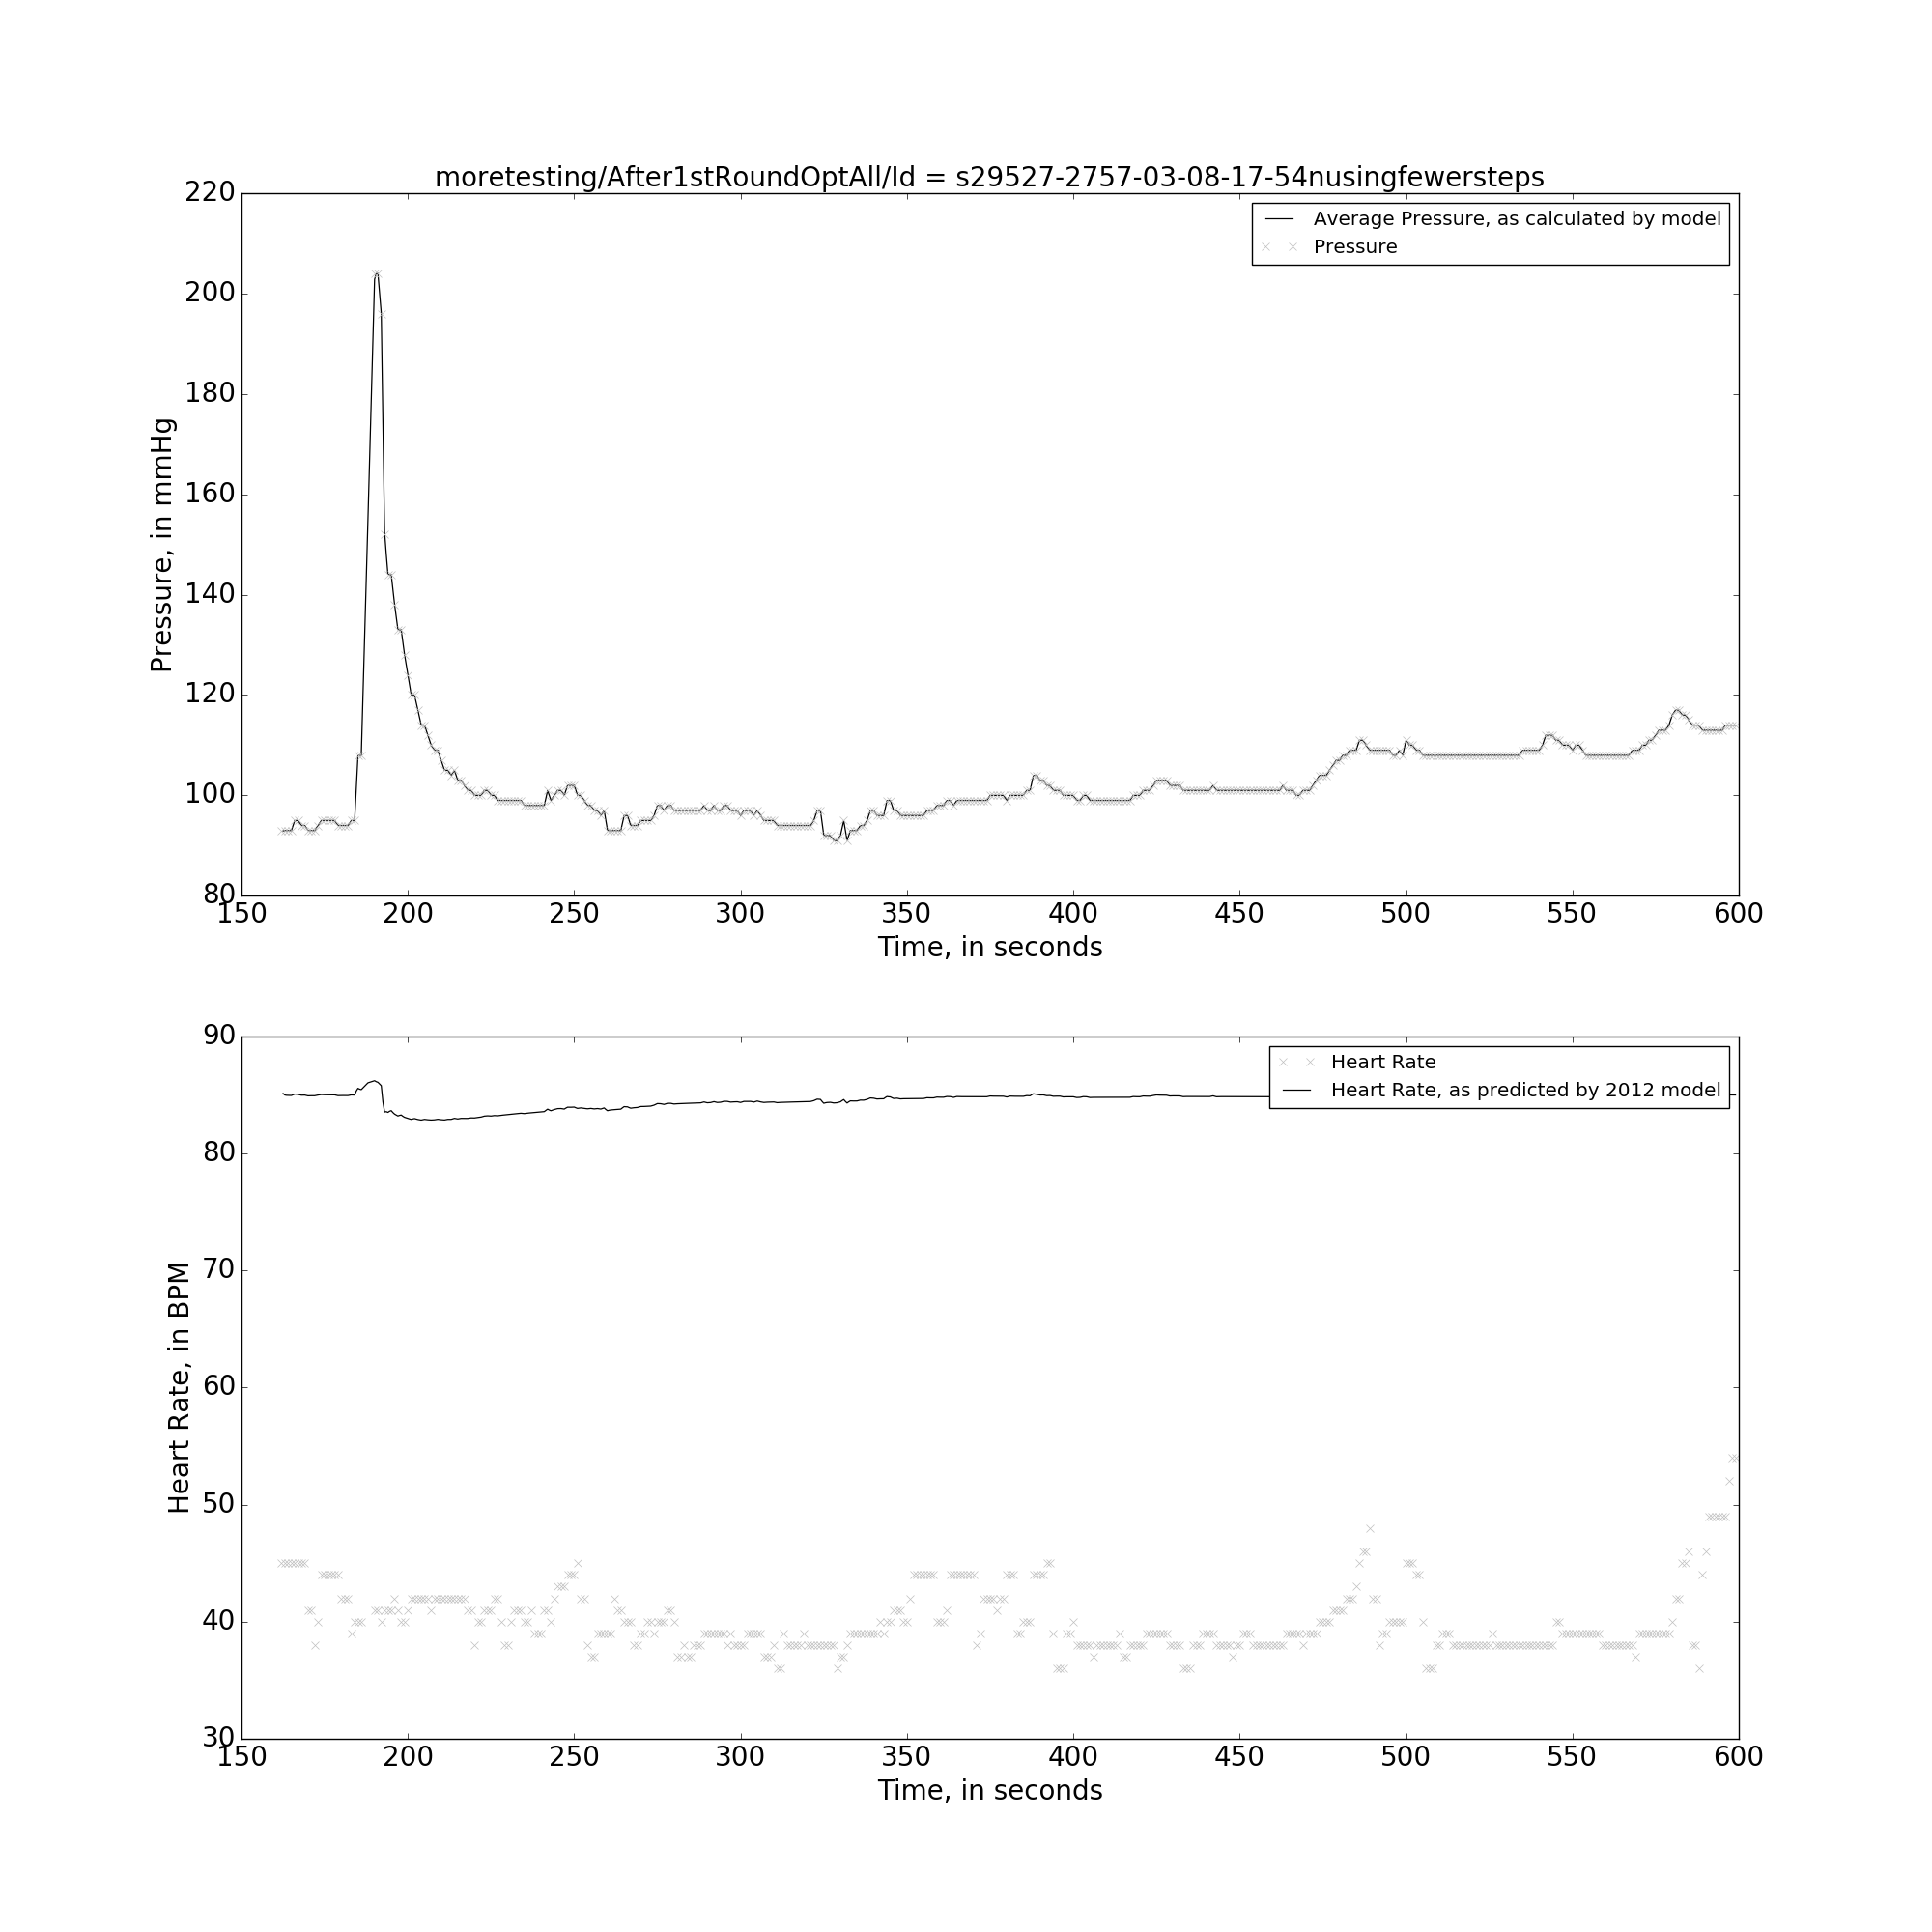 moretesting/After1stRoundOptAll/Id = s29527-2757-03-08-17-54nusingfewersteps
220
200
180
160
140
120
100
80
Pressure, in mmHg
Average Pressure, as calculated by model
Pressure
150 200 250 300 350 400 450 500 550 600
Time, in seconds
90
80
70
60
50
40
30
Heart Rate, in BPM
Heart Rate
Heart Rate, as predicted by 2012 model
150 200 250 300 350 400 450 500 550 600
Time, in seconds